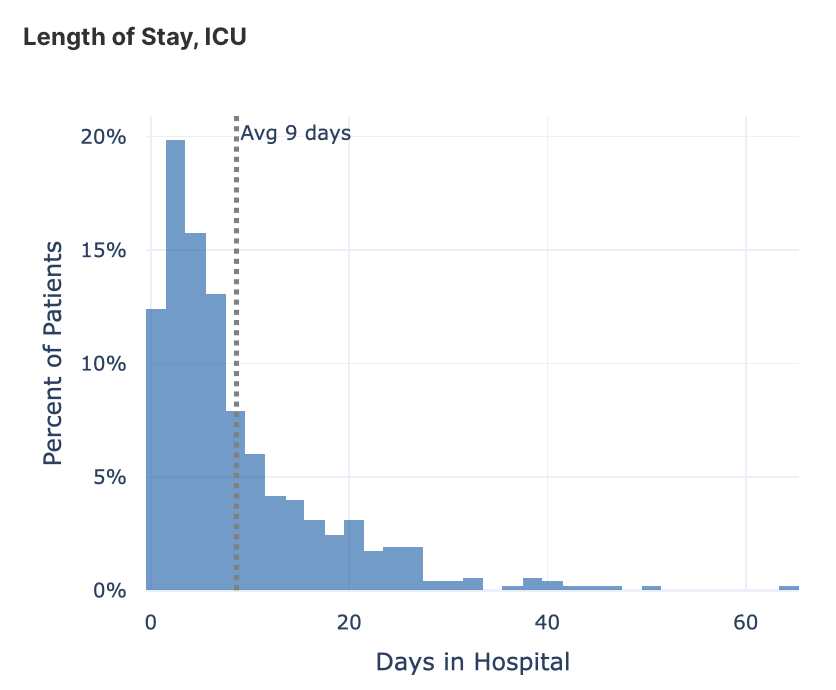 Length of Stay, ICU
Avg 9 days
20%
15%
10%
5%
0%
Percent of Patients
0
20
40
60
Days in Hospital